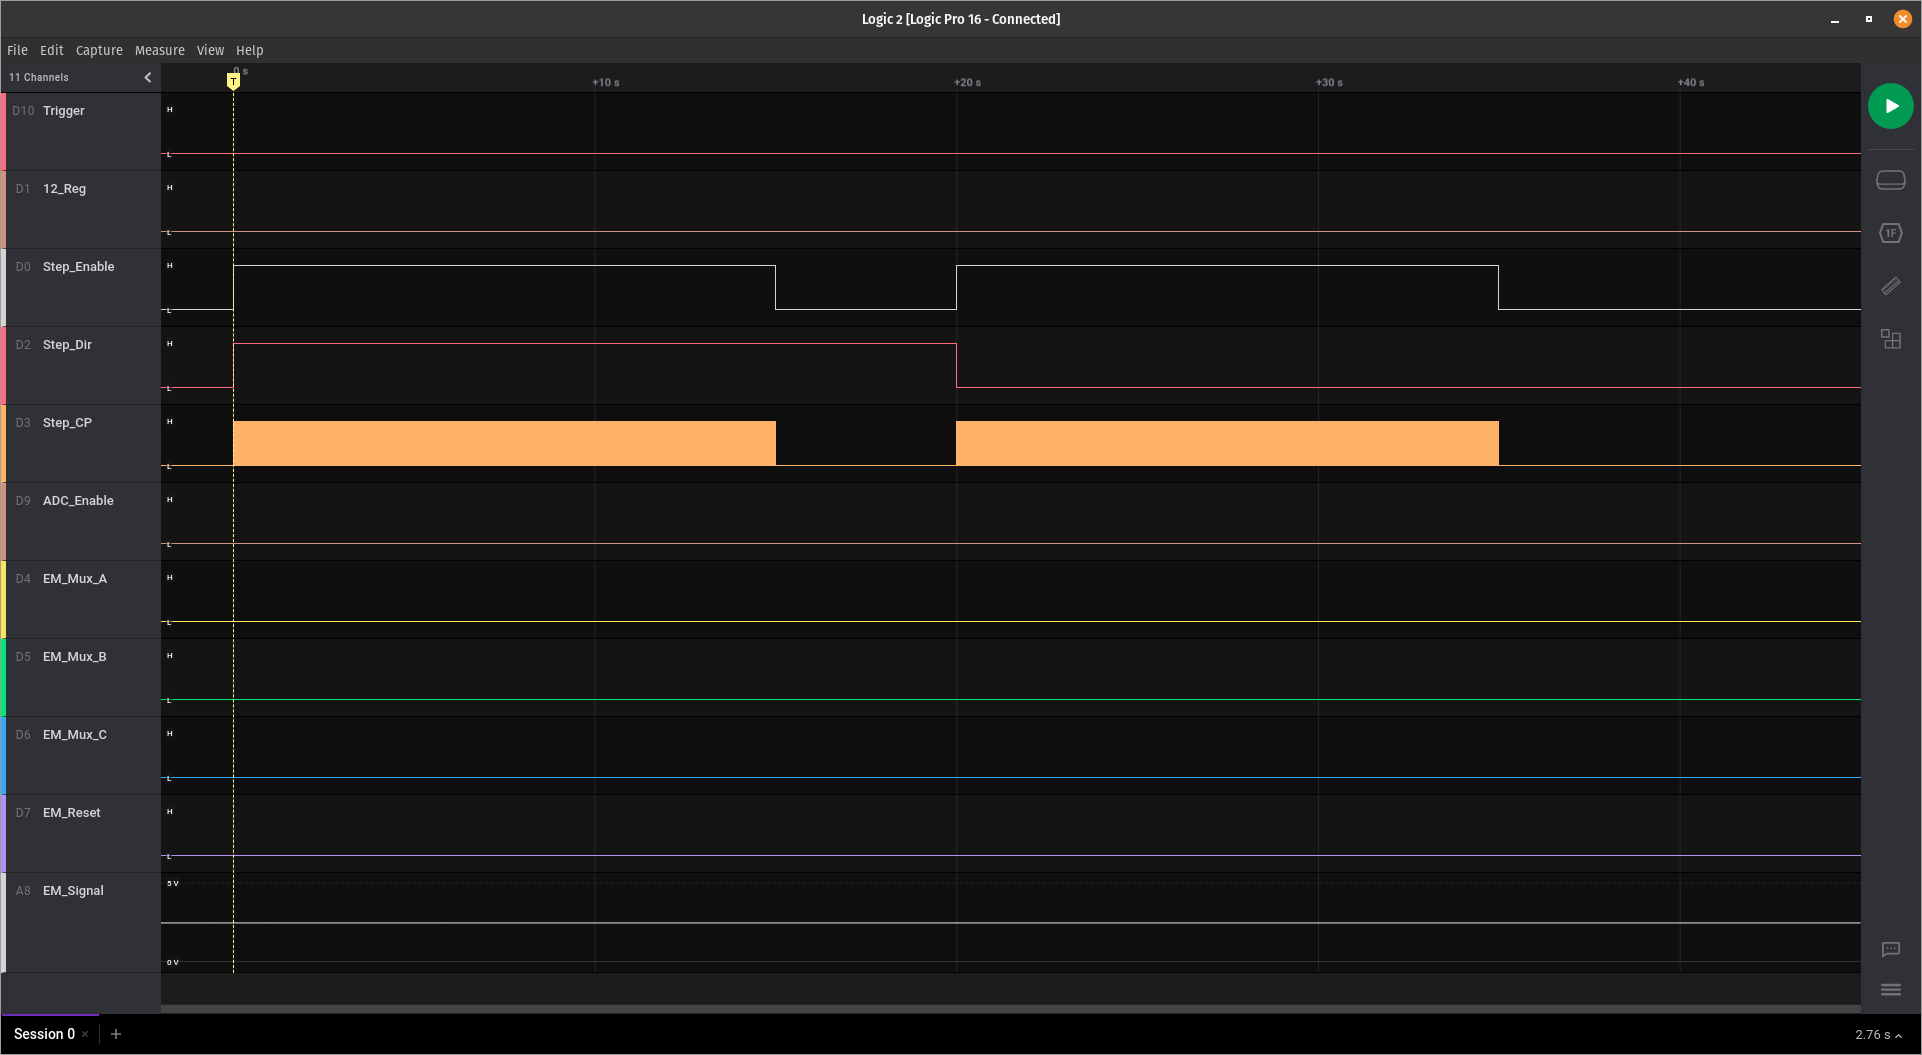 Logic 2 [Logic Pro 16 - Connected]
File Edit Capture Measure View Help
11 Channels
0 s +10 s +20 s +30 s +40 s
T
D10 Trigger H L
D1 12_Reg H L
D0 Step_Enable H L
D2 Step_Dir H L
D3 Step_CP H L
D9 ADC_Enable H L
D4 EM_Mux_A H L
D5 EM_Mux_B H L
D6 EM_Mux_C H L
D7 EM_Reset H L
A8 EM_Signal 5 V 0 V
1F
Session 0 × + 2.76 s